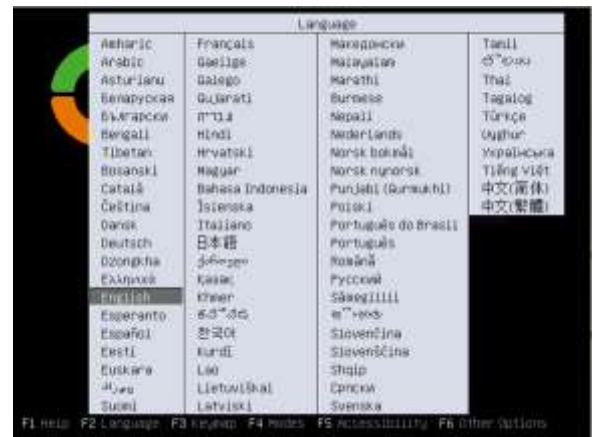 Language
Amharic
Arabic
Asturianu
Беларуская
Български
Bengali
Tibetan
Bosanski
Català
Čeština
Dansk
Deutsch
Dzongkha
Ελληνικά
English
Esperanto
Español
Eesti
Euskara
Suomi
Français
Gaeilge
Galego
Gujarati
עברית
Hindi
Hrvatski
Magyar
Bahasa Indonesia
Íslenska
Italiano
日本語
ქართული
Қазақ
Khmer
ಕನ್ನಡ
한국어
Kurdî
Lao
Lietuviškai
Latviski
Македонски
Malayalam
Marathi
Burmese
Nepali
Nederlands
Norsk bokmål
Norsk nynorsk
Punjabi (Gurmukhi)
Polski
Português do Brasil
Português
Română
Русский
Sámegillii
Slovenčina
Slovenščina
Shqip
Српски
Svenska
Tamil
Thai
Tagalog
Türkçe
Uyghur
Українська
Tiếng Việt
中文(简体)
中文(繁體)
F1 Help F2 Language F3 Keymap F4 Modes F5 Accessibility F6 Other Options